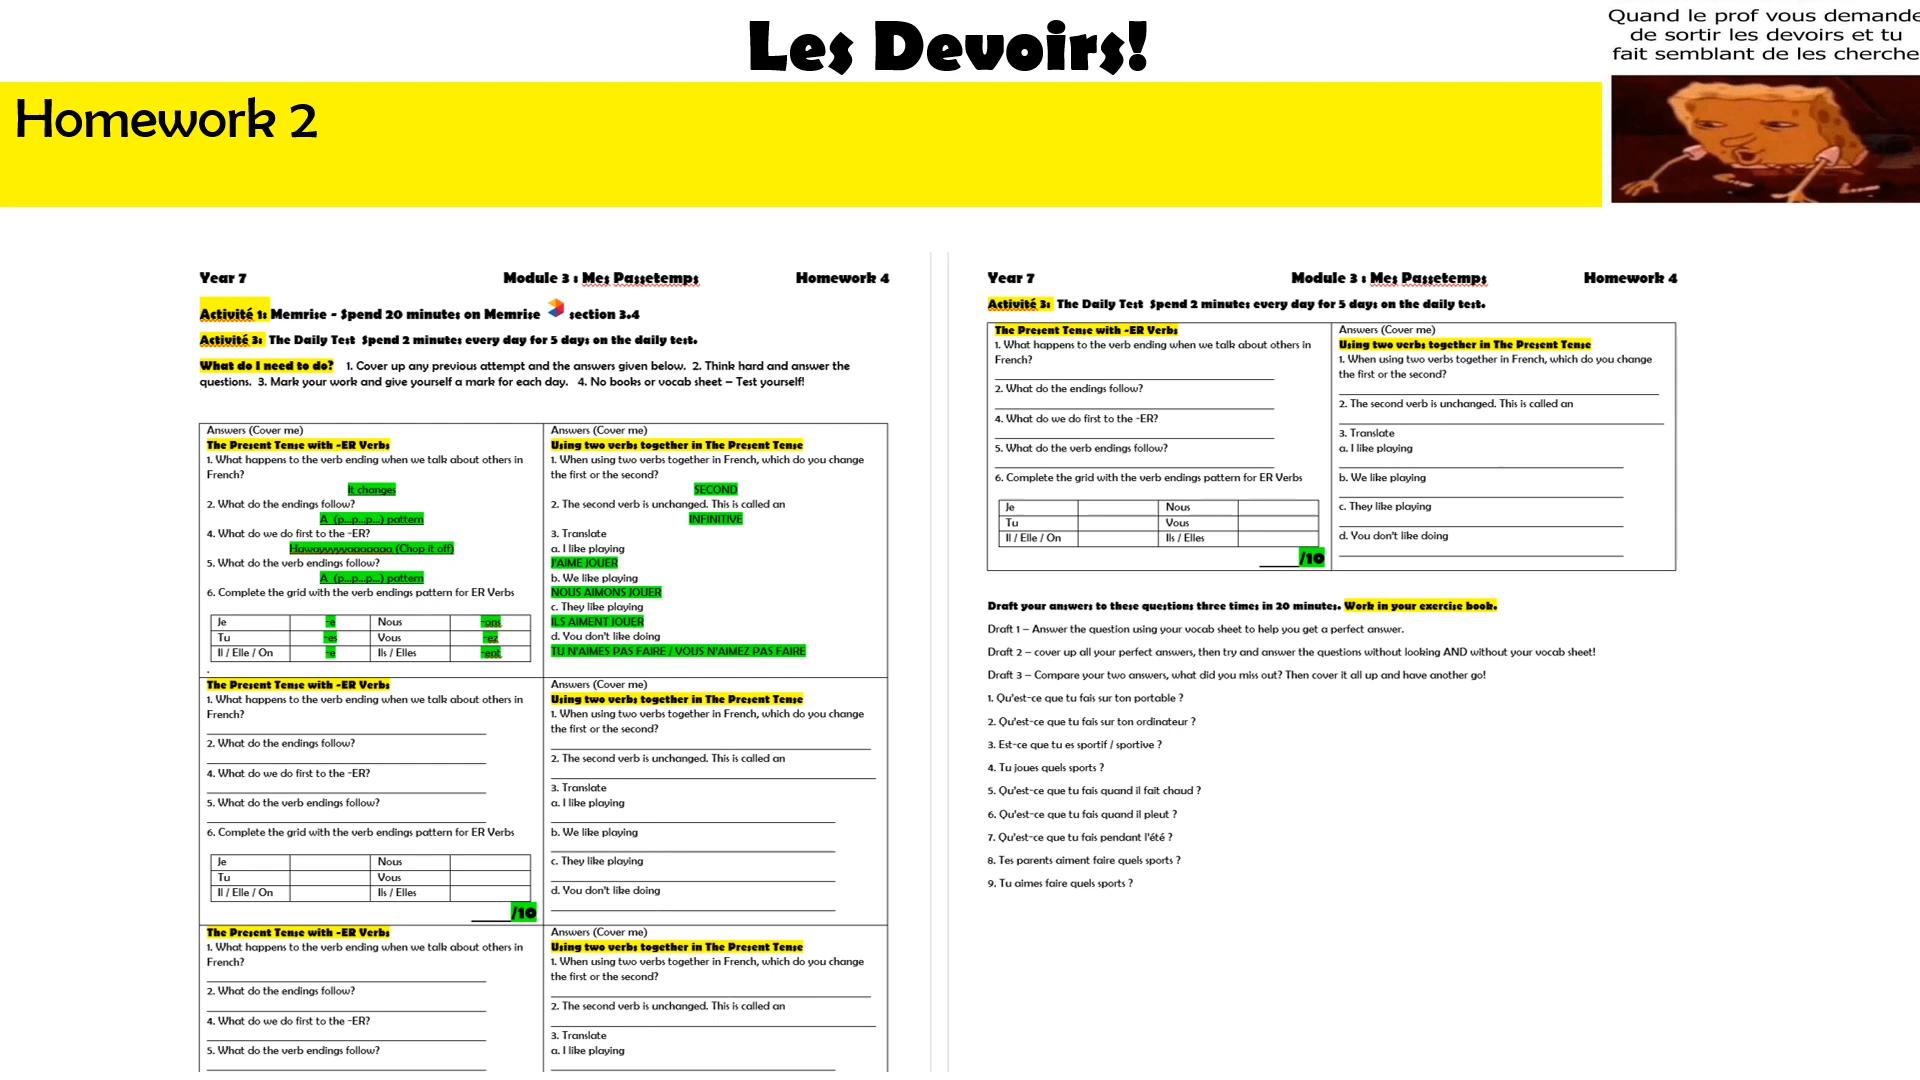 Les Devoirs!
Quand le prof vous demande
de sortir les devoirs et tu
fait semblant de les cherche
Homework 2
Year 7 Module 3 : Mes Passetemps Homework 4
Activité 1: Memrise - Spend 20 minutes on Memrise section 3.4
Activité 3: The Daily Test Spend 2 minutes every day for 5 days on the daily test.
What do I need to do? 1. Cover up any previous attempt and the answers given below. 2. Think hard and answer the
questions. 3. Mark your work and give yourself a mark for each day. 4. No books or vocab sheet – Test yourself!
Answers (Cover me)
The Present Tense with -ER Verbs
1. What happens to the verb ending when we talk about others in
French?
It changes
2. What do the endings follow?
A (p...p...p...) pattern
4. What do we do first to the -ER?
(Chop it off)
5. What do the verb endings follow?
A (p...p...p...) pattern
6. Complete the grid with the verb endings pattern for ER Verbs
Je -e Nous -ons
Tu -es Vous -ez
Il / Elle / On -e Ils / Elles -ent
.
Answers (Cover me)
Using two verbs together in The Present Tense
1. When using two verbs together in French, which do you change
the first or the second?
SECOND
2. The second verb is unchanged. This is called an
INFINITIVE
3. Translate
a. I like playing
J'AIME JOUER
b. We like playing
NOUS AIMONS JOUER
c. They like playing
ILS AIMENT JOUER
d. You don't like doing
TU N'AIMES PAS FAIRE / VOUS N'AIMEZ PAS FAIRE
The Present Tense with -ER Verbs
1. What happens to the verb ending when we talk about others in
French?
2. What do the endings follow?
4. What do we do first to the -ER?
5. What do the verb endings follow?
6. Complete the grid with the verb endings pattern for ER Verbs
Je Nous
Tu Vous
Il / Elle / On Ils / Elles
/10
Answers (Cover me)
Using two verbs together in The Present Tense
1. When using two verbs together in French, which do you change
the first or the second?
2. The second verb is unchanged. This is called an
3. Translate
a. I like playing
b. We like playing
c. They like playing
d. You don't like doing
The Present Tense with -ER Verbs
1. What happens to the verb ending when we talk about others in
French?
2. What do the endings follow?
4. What do we do first to the -ER?
5. What do the verb endings follow?
Answers (Cover me)
Using two verbs together in The Present Tense
1. When using two verbs together in French, which do you change
the first or the second?
2. The second verb is unchanged. This is called an
3. Translate
a. I like playing
Year 7 Module 3 : Mes Passetemps Homework 4
Activité 3: The Daily Test Spend 2 minutes every day for 5 days on the daily test.
The Present Tense with -ER Verbs
1. What happens to the verb ending when we talk about others in
French?
2. What do the endings follow?
4. What do we do first to the -ER?
5. What do the verb endings follow?
6. Complete the grid with the verb endings pattern for ER Verbs
Je Nous
Tu Vous
Il / Elle / On Ils / Elles
/10
Answers (Cover me)
Using two verbs together in The Present Tense
1. When using two verbs together in French, which do you change
the first or the second?
2. The second verb is unchanged. This is called an
3. Translate
a. I like playing
b. We like playing
c. They like playing
d. You don't like doing
Draft your answers to these questions three times in 20 minutes. Work in your exercise book.
Draft 1 – Answer the question using your vocab sheet to help you get a perfect answer.
Draft 2 – cover up all your perfect answers, then try and answer the questions without looking AND without your vocab sheet!
Draft 3 – Compare your two answers, what did you miss out? Then cover it all up and have another go!
1. Qu'est-ce que tu fais sur ton portable ?
2. Qu'est-ce que tu fais sur ton ordinateur ?
3. Est-ce que tu es sportif / sportive ?
4. Tu joues quels sports ?
5. Qu'est-ce que tu fais quand il fait chaud ?
6. Qu'est-ce que tu fais quand il pleut ?
7. Qu'est-ce que tu fais pendant l'été ?
8. Tes parents aiment faire quels sports ?
9. Tu aimes faire quels sports ?